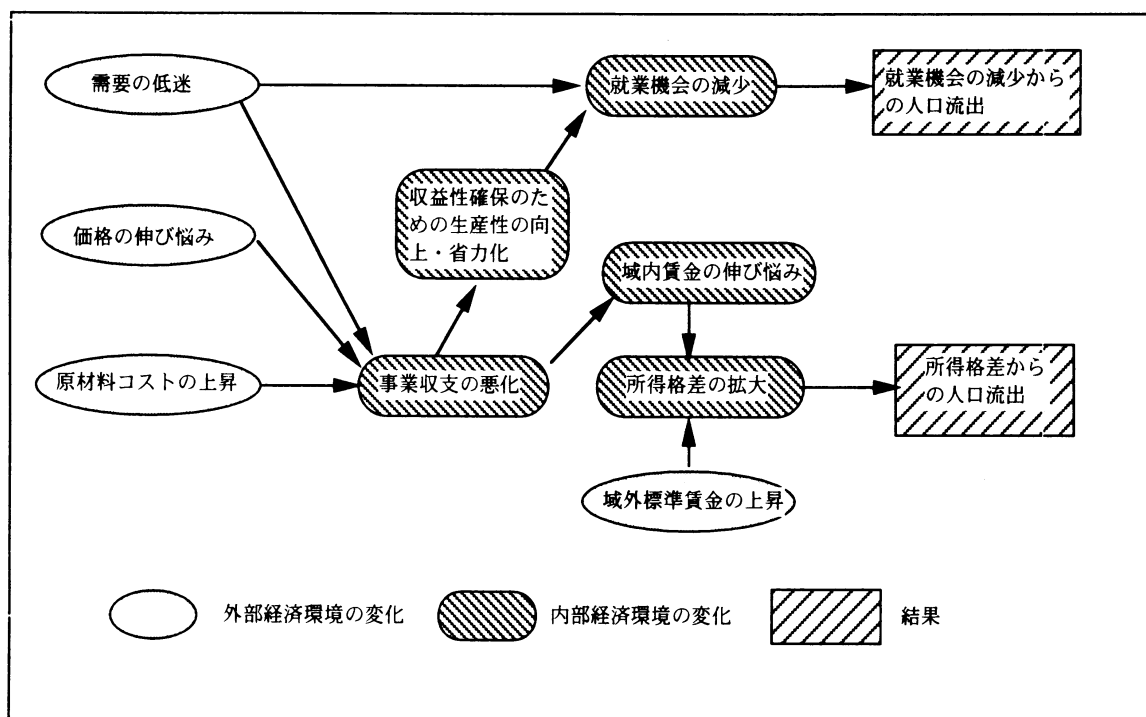 需要の低迷
就業機会の減少
就業機会の減少から
の人口流出
収益性確保のた
めの生産性の向
上・省力化
価格の伸び悩み
域内賃金の伸び悩み
原材料コストの上昇
事業収支の悪化
所得格差の拡大
所得格差から
の人口流出
域外標準賃金の上昇
外部経済環境の変化
内部経済環境の変化
結果